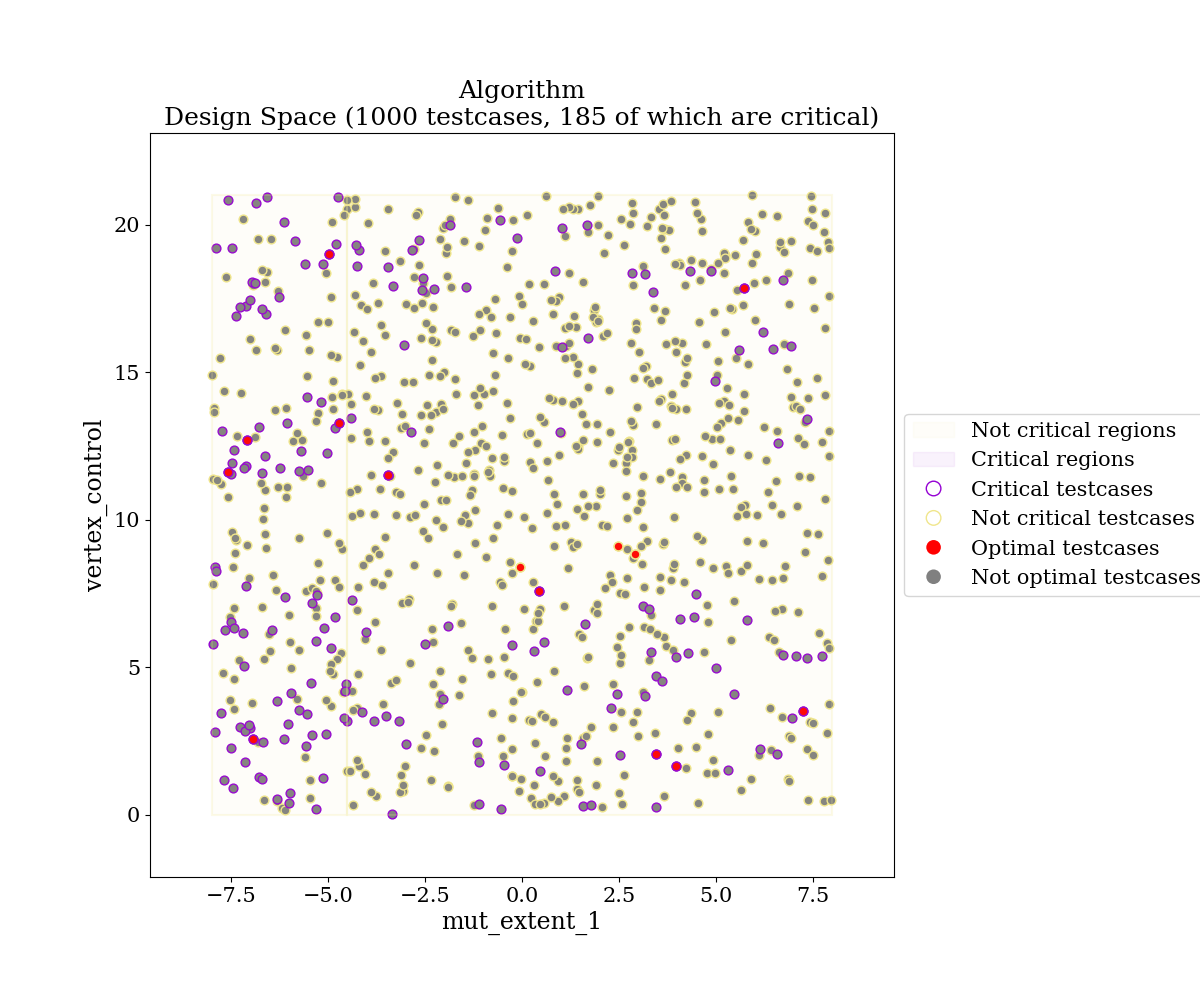 Algorithm
Design Space (1000 testcases, 185 of which are critical)
vertex_control
20
15
10
5
0
−7.5
−5.0
−2.5
0.0
2.5
5.0
7.5
mut_extent_1
Not critical regions
Critical regions
Critical testcases
Not critical testcases
Optimal testcases
Not optimal testcases